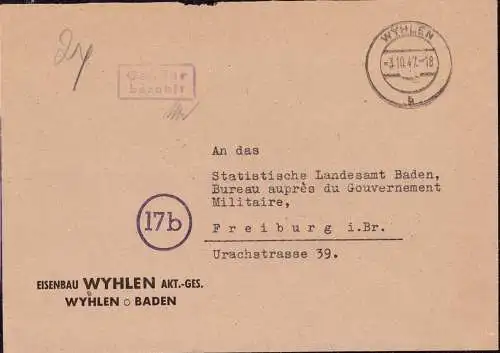 24
Gebühr
bezahlt
WYHLEN
-3.10.47.-18
b
An das
Statistische Landesamt Baden,
Bureau auprès du Gouvernement
Militaire,
Freiburg i.Br.
Urachstrasse 39.
17b
EISENBAU WYHLEN AKT.-GES.
WYHLEN BADEN